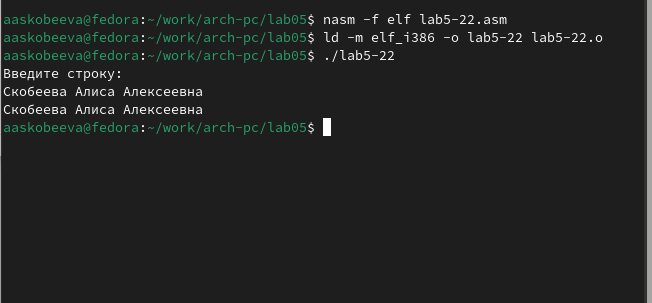 aaskobeeva@fedora:~/work/arch-pc/lab05$ nasm -f elf lab5-22.asm
aaskobeeva@fedora:~/work/arch-pc/lab05$ ld -m elf_i386 -o lab5-22 lab5-22.o
aaskobeeva@fedora:~/work/arch-pc/lab05$ ./lab5-22
Введите строку:
Скобеева Алиса Алексеевна
Скобеева Алиса Алексеевна
aaskobeeva@fedora:~/work/arch-pc/lab05$